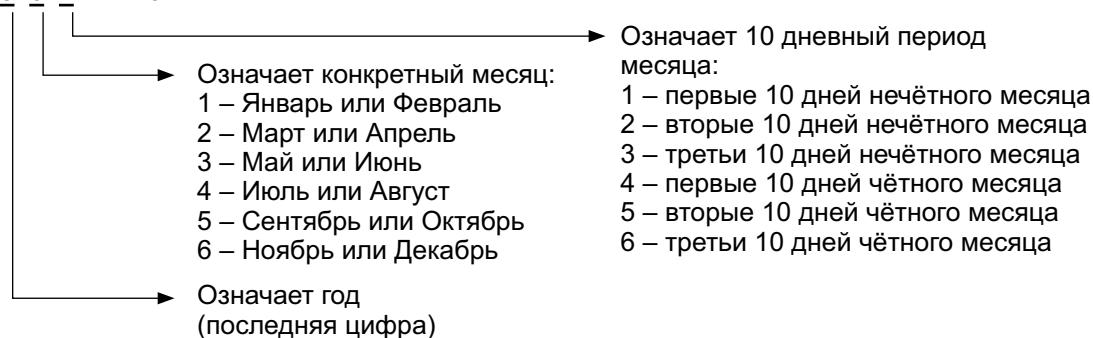 Означает 10 дневный период
месяца:
1 – первые 10 дней нечётного месяца
2 – вторые 10 дней нечётного месяца
3 – третьи 10 дней нечётного месяца
4 – первые 10 дней чётного месяца
5 – вторые 10 дней чётного месяца
6 – третьи 10 дней чётного месяца
Означает конкретный месяц:
1 – Январь или Февраль
2 – Март или Апрель
3 – Май или Июнь
4 – Июль или Август
5 – Сентябрь или Октябрь
6 – Ноябрь или Декабрь
Означает год
(последняя цифра)